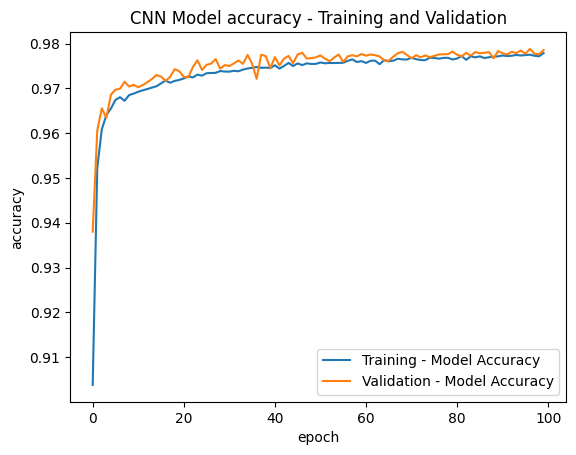 CNN Model accuracy - Training and Validation
0.98
0.97
0.96
0.95
0.94
0.93
0.92
0.91
accuracy
0
20
40
60
80
100
epoch
Training - Model Accuracy
Validation - Model Accuracy